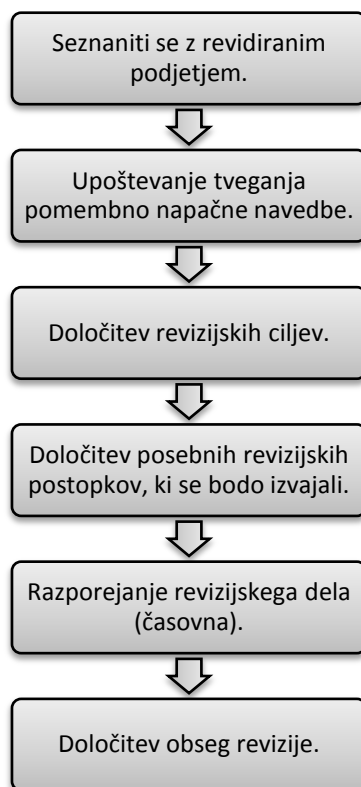 Seznaniti se z revidiranim
podjetjem.
Upoštevanje tveganja
pomembno napačne navedbe.
Določitev revizijskih ciljev.
Določitev posebnih revizijskih
postopkov, ki se bodo izvajali.
Razporejanje revizijskega dela
(časovna).
Določitev obseg revizije.